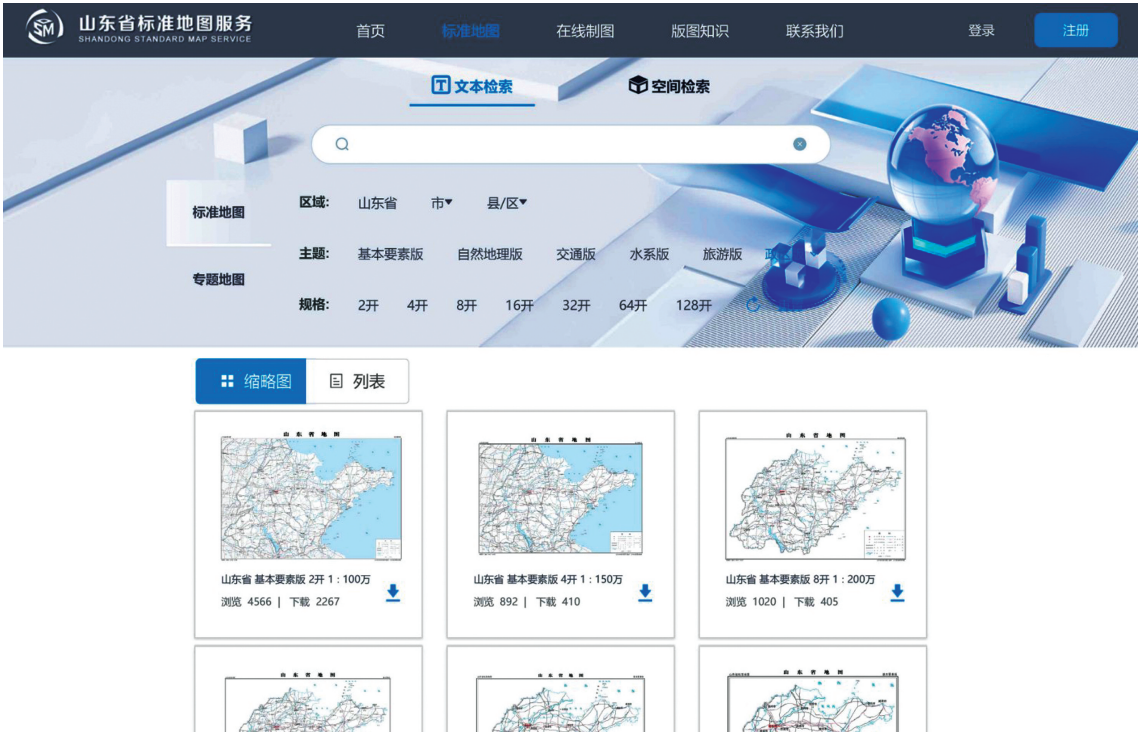 山东省标准地图服务
SHANDONG STANDARD MAP SERVICE
首页 标准地图 在线制图 版图知识 联系我们 登录 注册
文本检索 空间检索
标准地图
专题地图
区域: 山东省 市 县/区
主题: 基本要素版 自然地理版 交通版 水系版 旅游版
规格: 2开 4开 8开 16开 32开 64开 128开
缩略图 列表
山东省地图
山东省 基本要素版 2开 1 : 100万
浏览 4566 | 下载 2267
山东省地图
山东省 基本要素版 4开 1 : 150万
浏览 892 | 下载 410
山东省地图
山东省 基本要素版 8开 1 : 200万
浏览 1020 | 下载 405
山东省地图
山东省地图
山东省地图